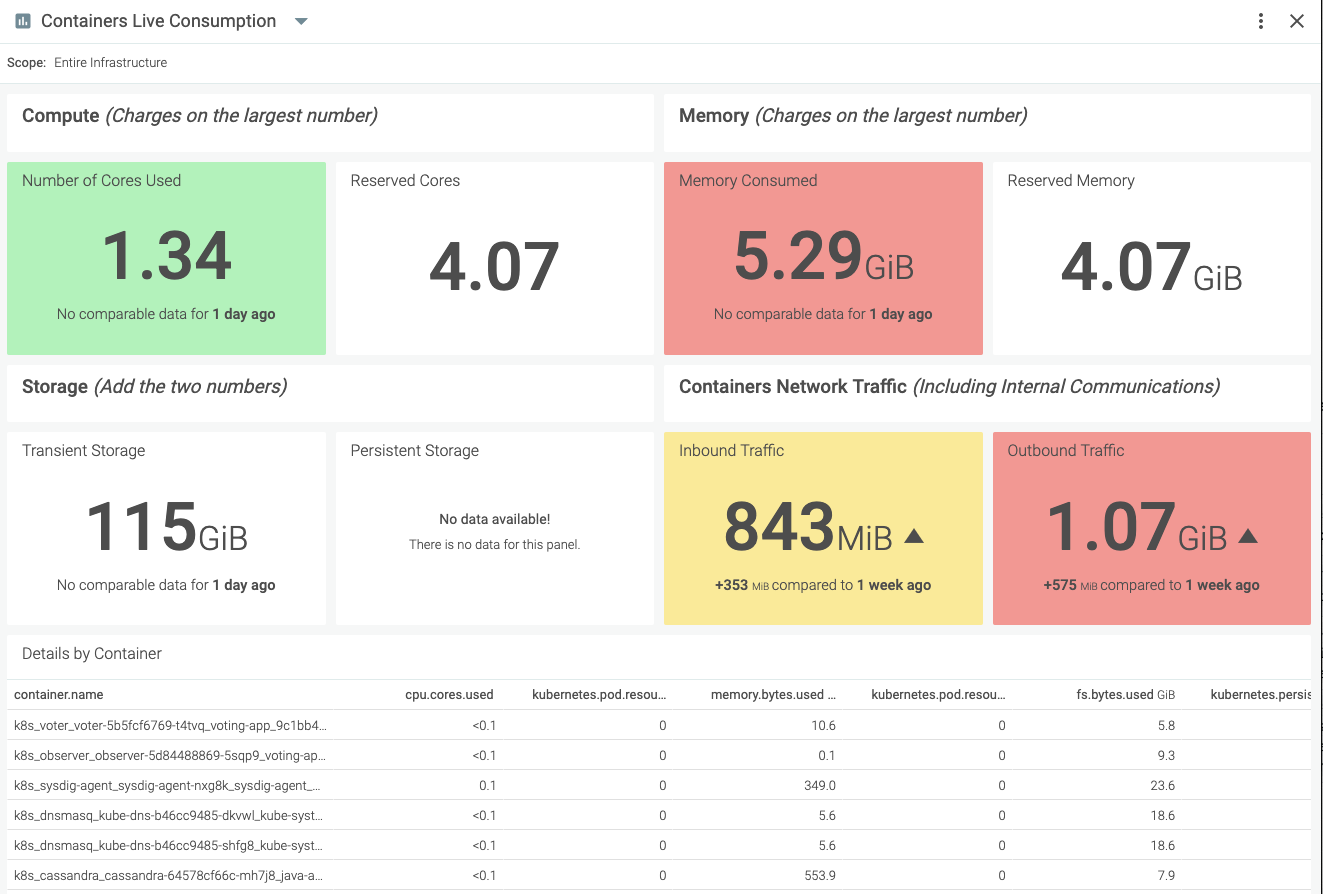 Containers Live Consumption
Scope: Entire Infrastructure
Compute (Charges on the largest number)
Memory (Charges on the largest number)
Number of Cores Used
1.34
No comparable data for 1 day ago
Reserved Cores
4.07
Memory Consumed
5.29 GiB
No comparable data for 1 day ago
Reserved Memory
4.07 GiB
Storage (Add the two numbers)
Containers Network Traffic (Including Internal Communications)
Transient Storage
115 GiB
No comparable data for 1 day ago
Persistent Storage
No data available!
There is no data for this panel.
Inbound Traffic
843 MiB ▲
+353 MiB compared to 1 week ago
Outbound Traffic
1.07 GiB ▲
+575 MiB compared to 1 week ago
Details by Container
container.name cpu.cores.used kubernetes.pod.resou... memory.bytes.used ... kubernetes.pod.resou... fs.bytes.used GiB kubernetes.persis
k8s_voter_voter-5b5fcf6769-t4tvq_voting-app_9c1bb4... <0.1 0 10.6 0 5.8
k8s_observer_observer-5d84488869-5sqp9_voting-ap... <0.1 0 0.1 0 9.3
k8s_sysdig-agent_sysdig-agent-nxg8k_sysdig-agent_... 0.1 0 349.0 0 23.6
k8s_dnsmasq_kube-dns-b46cc9485-dkvwl_kube-syst... <0.1 0 5.6 0 18.6
k8s_dnsmasq_kube-dns-b46cc9485-shfg8_kube-syst... <0.1 0 5.6 0 18.6
k8s_cassandra_cassandra-64578cf66c-mh7j8_java-a... <0.1 0 553.9 0 7.9